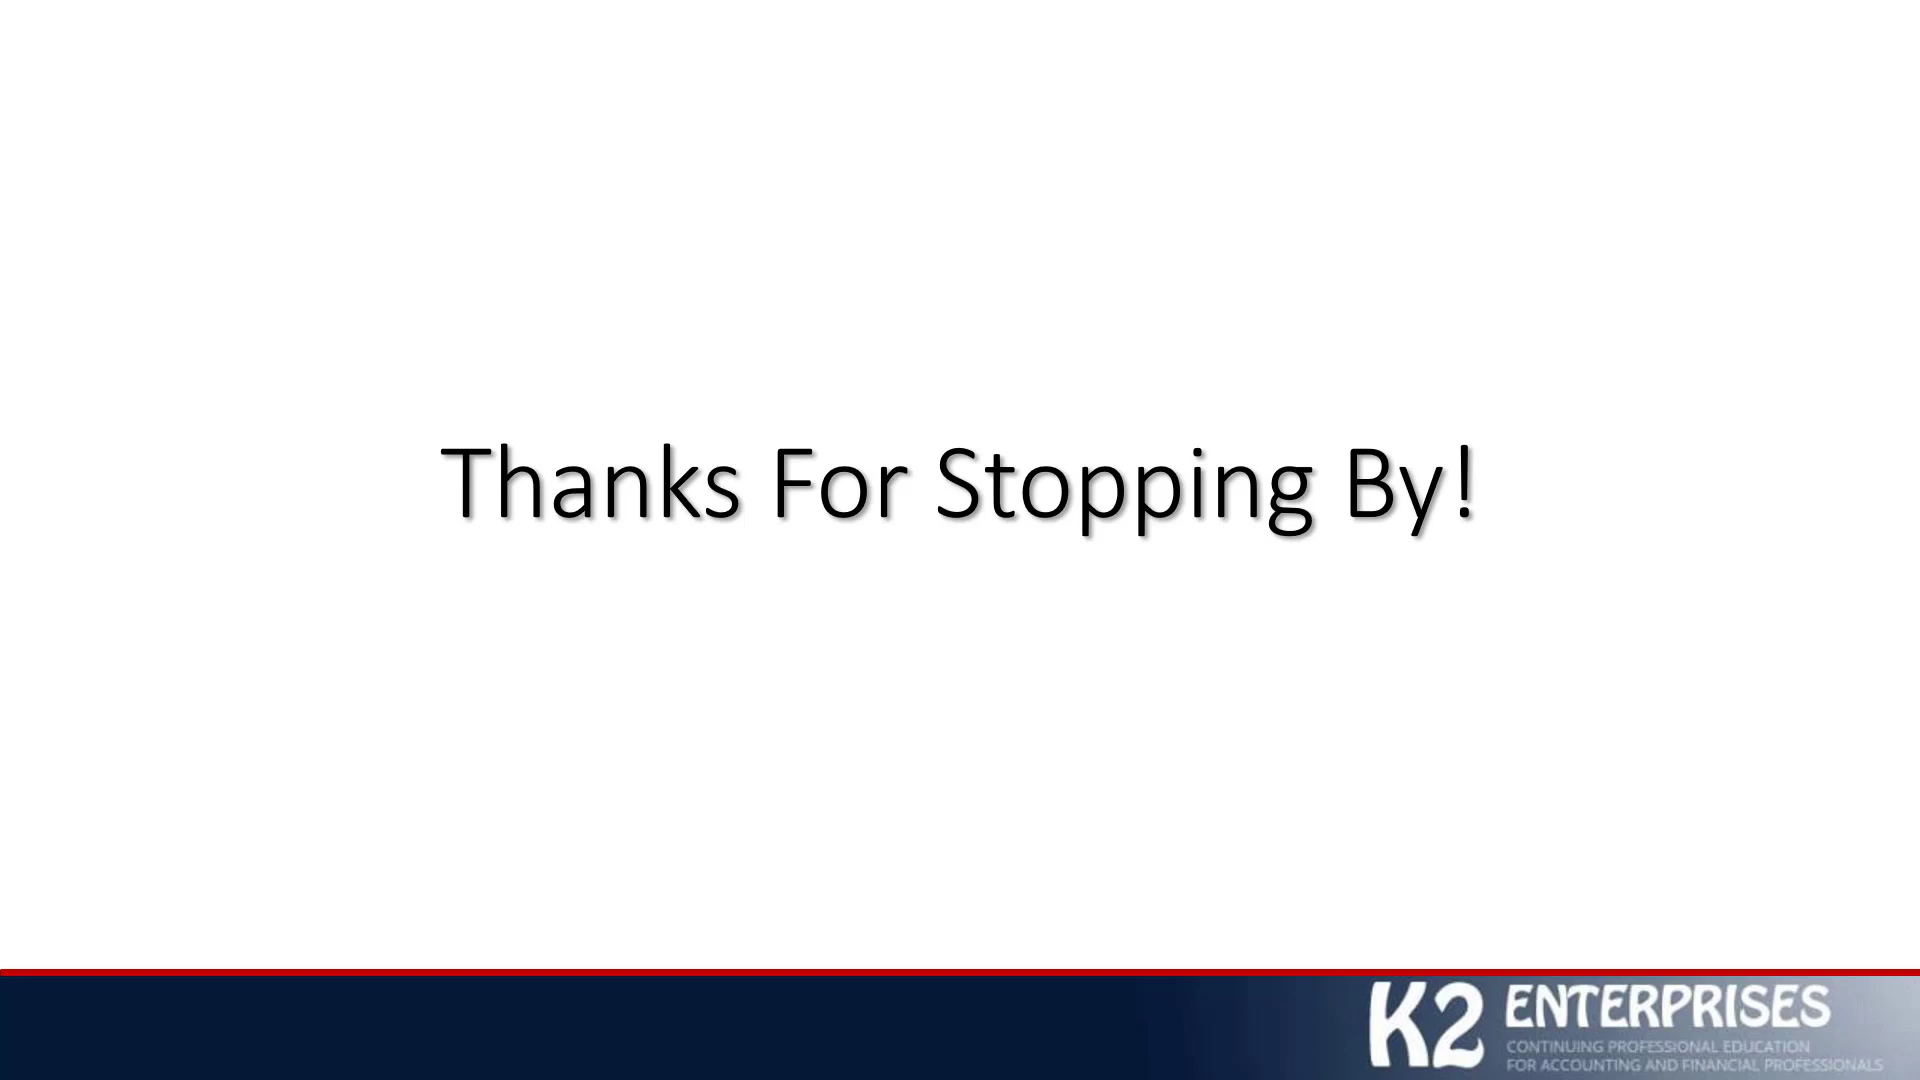 Thanks For Stopping By!
K2 ENTERPRISES
CONTINUING PROFESSIONAL EDUCATION
FOR ACCOUNTING AND FINANCIAL PROFESSIONALS